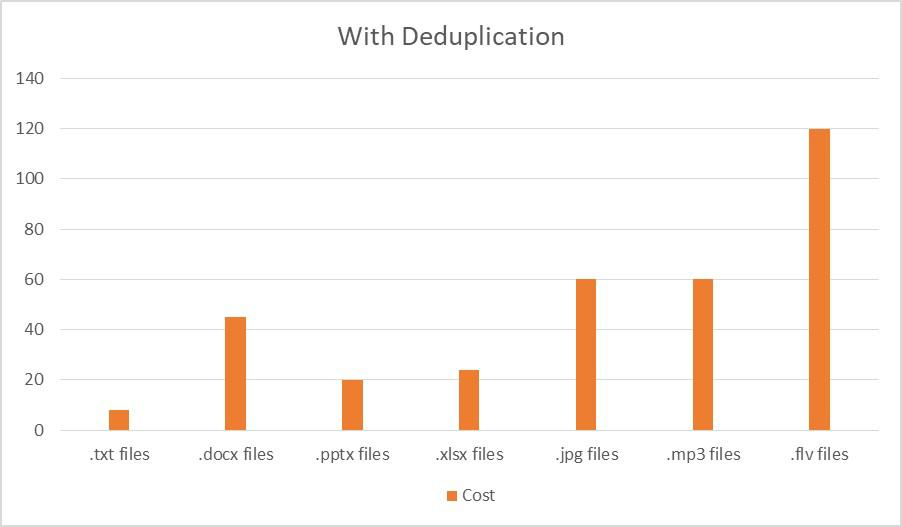 With Deduplication
140
120
100
80
60
40
20
0
.txt files .docx files .pptx files .xlsx files .jpg files .mp3 files .flv files
Cost